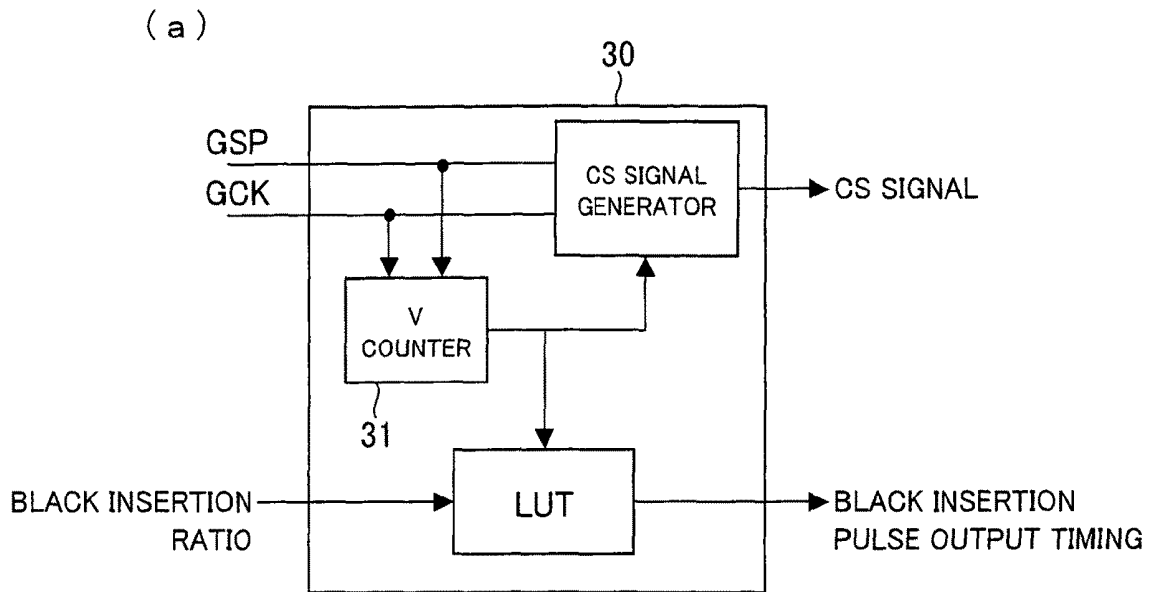 (a)
30
GSP
GCK
CS SIGNAL
GENERATOR
CS SIGNAL
V
COUNTER
31
BLACK INSERTION
RATIO
LUT
BLACK INSERTION
PULSE OUTPUT TIMING